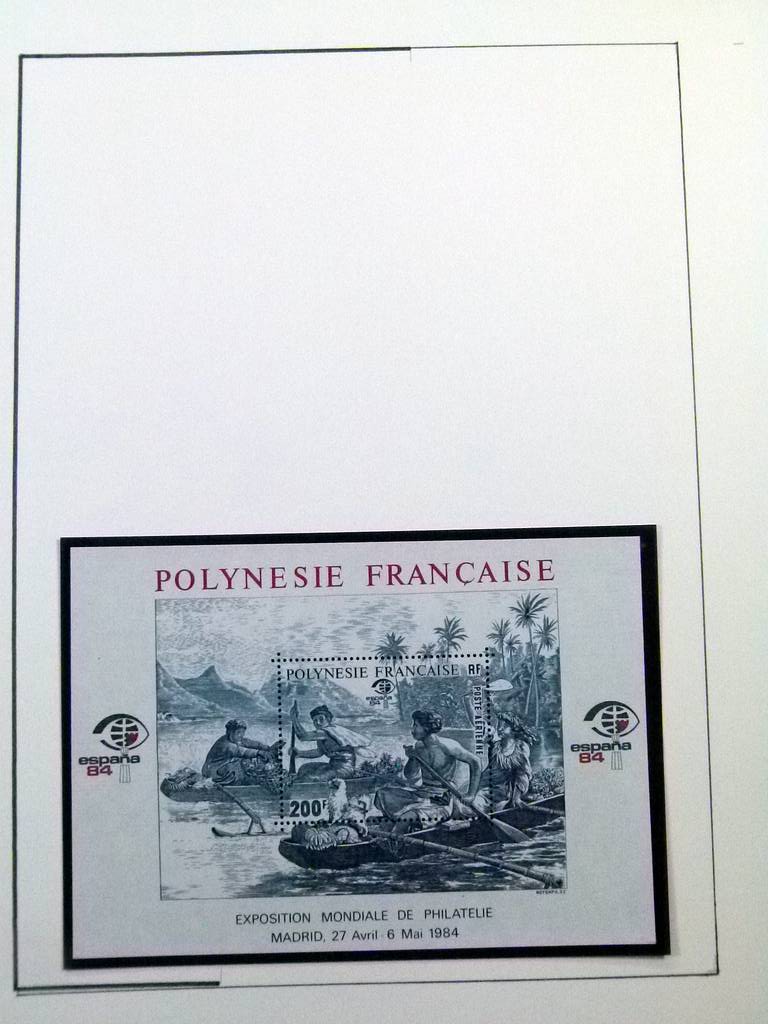 POLYNESIE FRANÇAISE
POLYNESIE FRANÇAISE RF
españa
84
POSTE AERIENNE
españa
84
españa
84
200F
EXPOSITION MONDIALE DE PHILATELIE
MADRID, 27 Avril - 6 Mai 1984